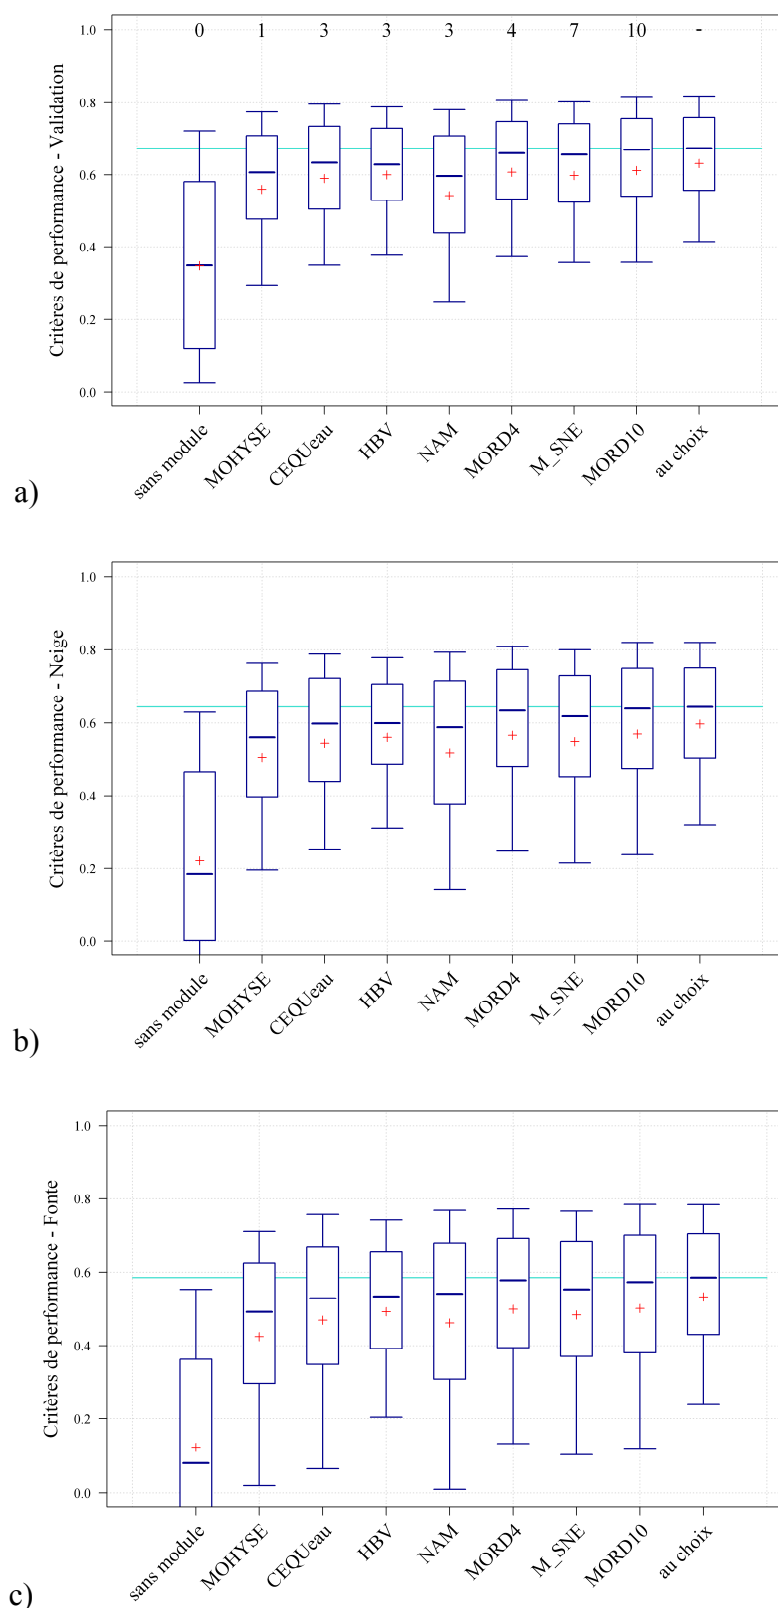 0 1 3 3 3 4 7 10 -
Critères de performance - Validation
1.0
0.8
0.6
0.4
0.2
0.0
sans module
MOHYSE
CEQUeau
HBV
NAM
MORD4
M_SNE
MORD10
au choix
a)
Critères de performance - Neige
1.0
0.8
0.6
0.4
0.2
0.0
sans module
MOHYSE
CEQUeau
HBV
NAM
MORD4
M_SNE
MORD10
au choix
b)
Critères de performance - Fonte
1.0
0.8
0.6
0.4
0.2
0.0
sans module
MOHYSE
CEQUeau
HBV
NAM
MORD4
M_SNE
MORD10
au choix
c)